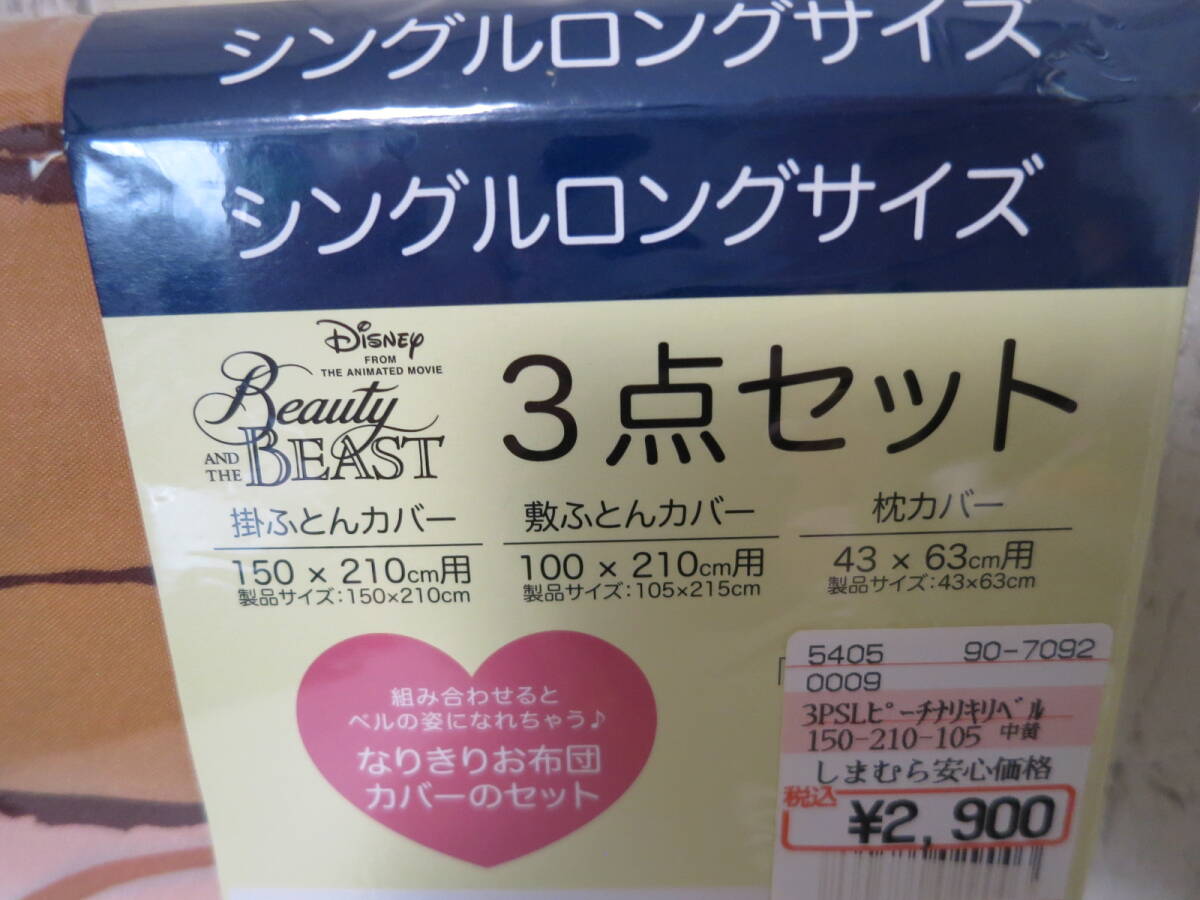 シングルロングサイズ
シングルロングサイズ
Disney
FROM
THE ANIMATED MOVIE
Beauty
AND THE BEAST
3点セット
掛ふとんカバー
150 × 210cm用
製品サイズ:150×210cm
敷ふとんカバー
100 × 210cm用
製品サイズ:105×215cm
枕カバー
43 × 63cm用
製品サイズ:43×63cm
組み合わせると
ベルの姿になれちゃう♪
なりきりお布団
カバーのセット
5405 90-7092
0009
3PSLピーチナリキリベル
150-210-105 中黄
しまむら安心価格
税込
¥2,900